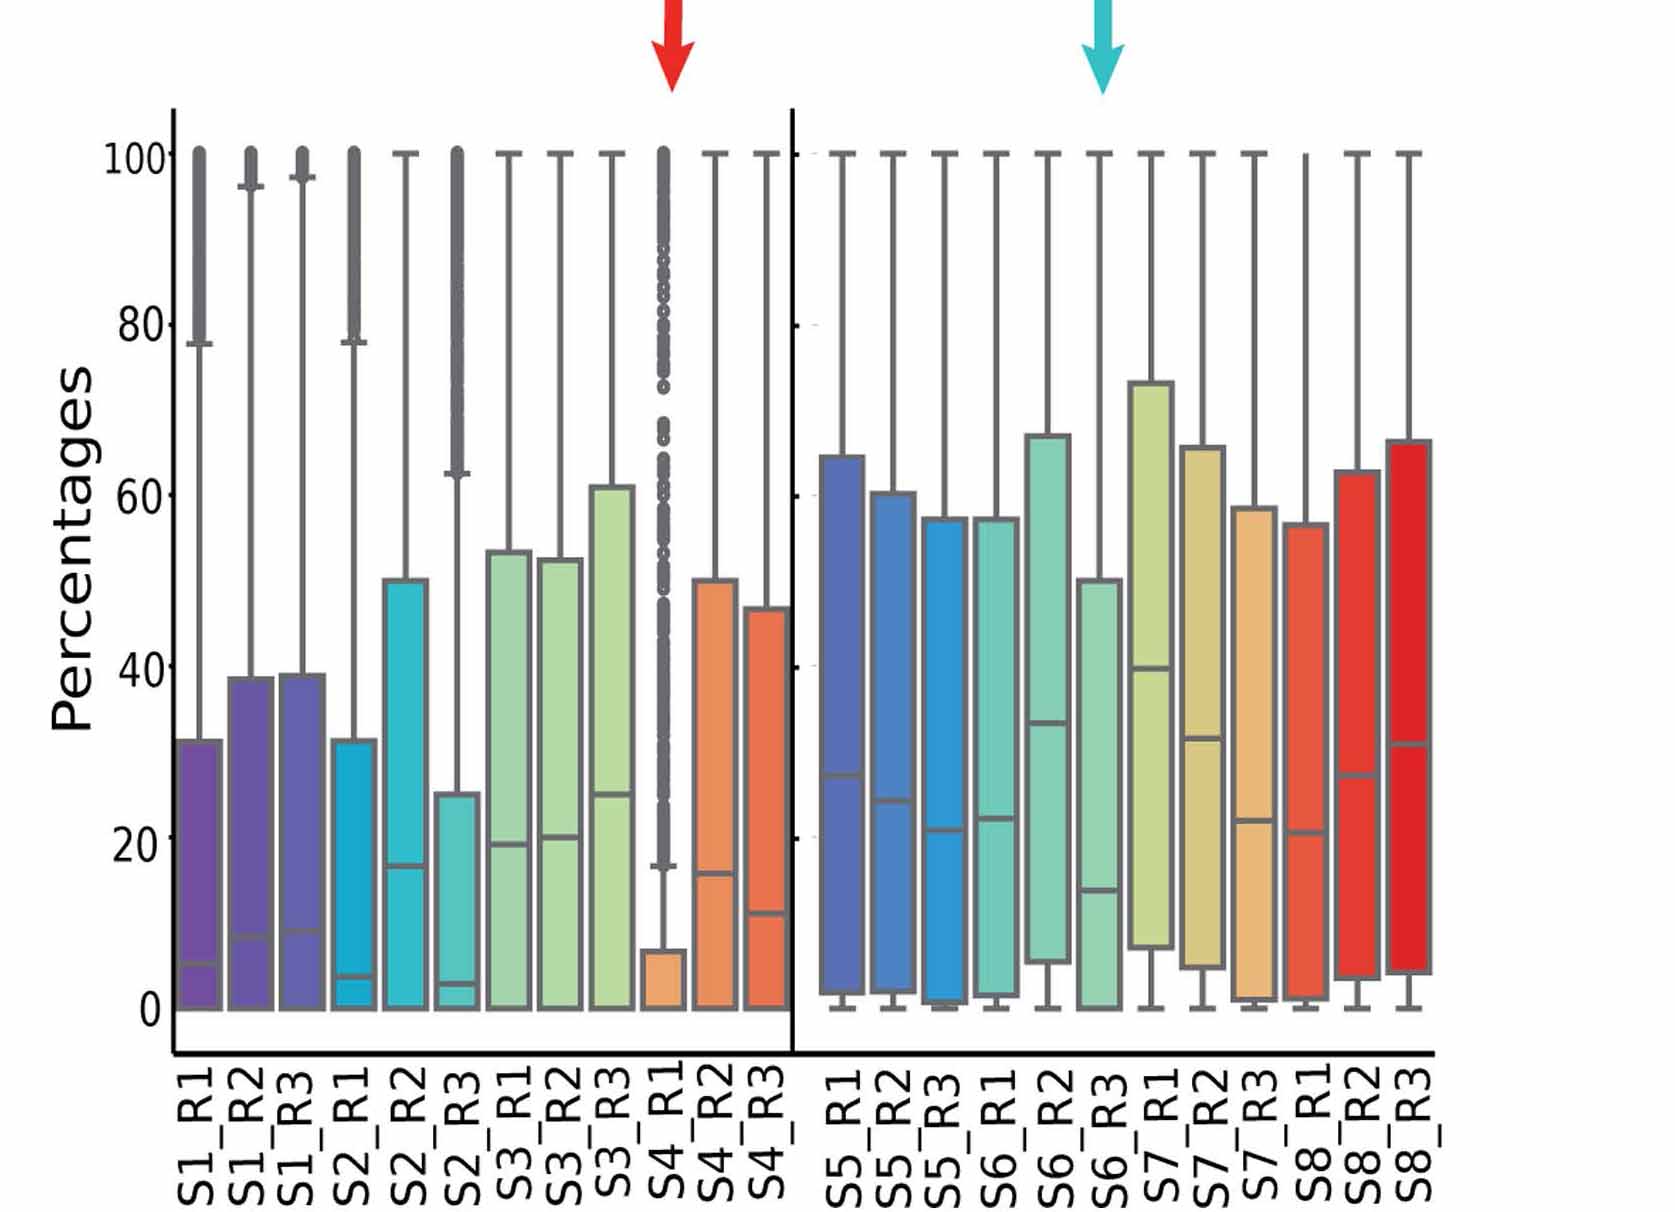 Percentages
100
80
60
40
20
0
S1_R1
S1_R2
S1_R3
S2_R1
S2_R2
S2_R3
S3_R1
S3_R2
S3_R3
S4_R1
S4_R2
S4_R3
S5_R1
S5_R2
S5_R3
S6_R1
S6_R2
S6_R3
S7_R1
S7_R2
S7_R3
S8_R1
S8_R2
S8_R3